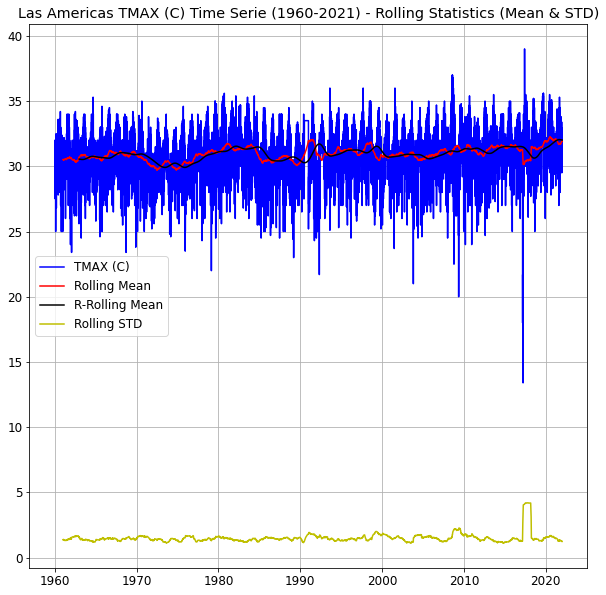 Las Americas TMAX (C) Time Serie (1960-2021) - Rolling Statistics (Mean & STD)
40
35
30
25
20
15
10
5
0
TMAX (C)
Rolling Mean
R-Rolling Mean
Rolling STD
1960 1970 1980 1990 2000 2010 2020